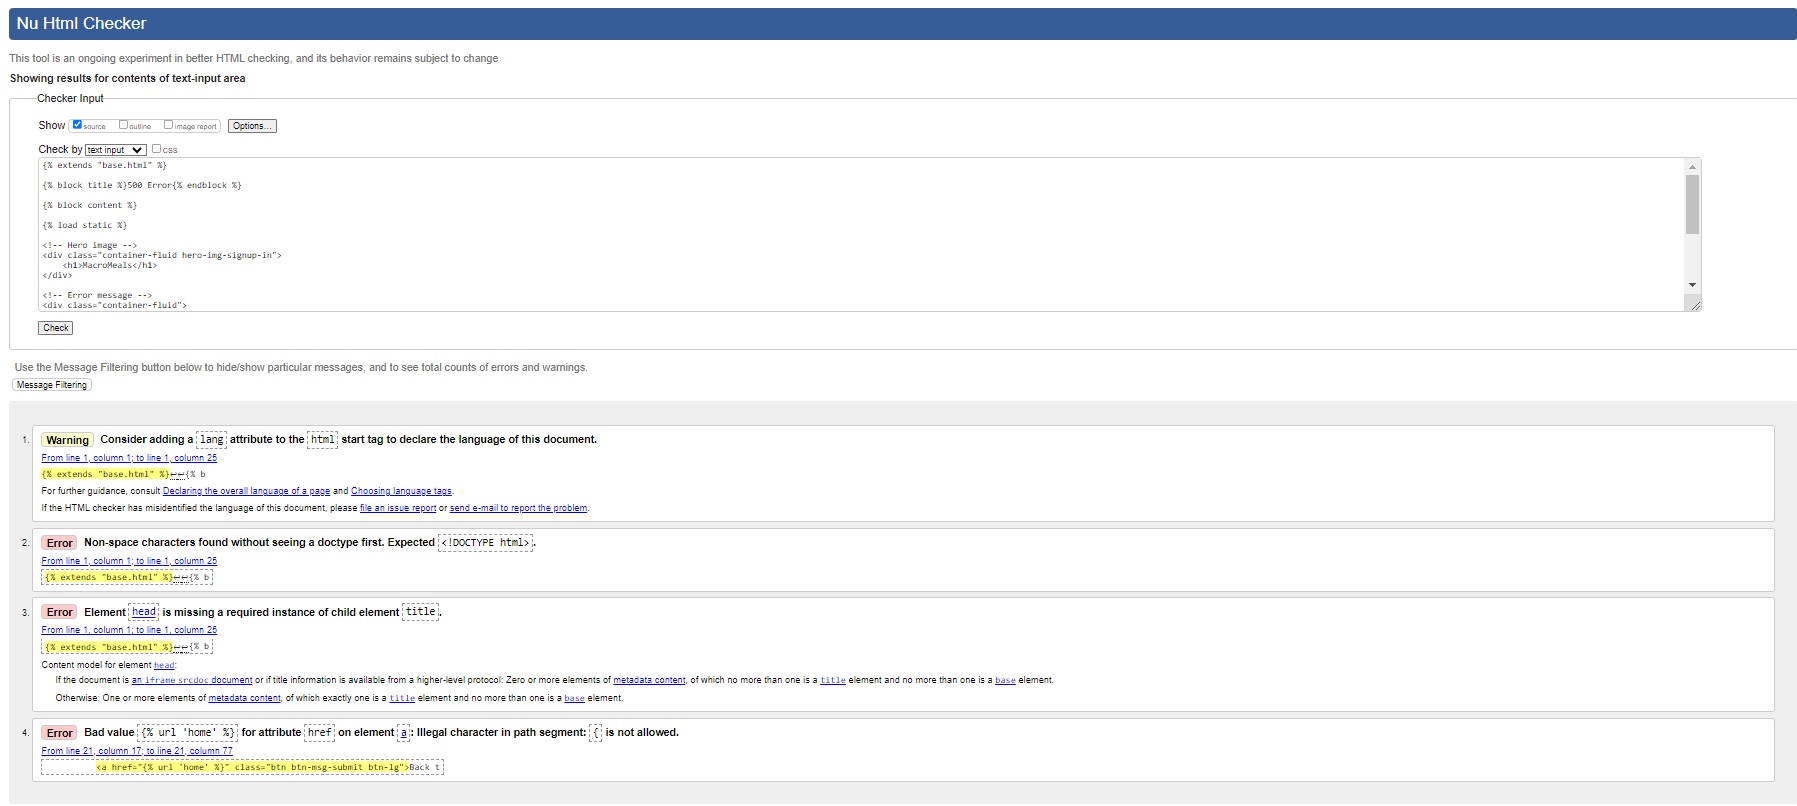 Nu Html Checker
This tool is an ongoing experiment in better HTML checking, and its behavior remains subject to change
Showing results for contents of text-input area
Checker Input
Show source outline image report Options...
Check by text input css
{% extends "base.html" %}
{% block title %}500 Error{% endblock %}
{% block content %}
{% load static %}
<!-- Hero image -->
<div class="container-fluid hero-img-signup-in">
<h1>MacroMeals</h1>
</div>
<!-- Error message -->
<div class="container-fluid">
Check
Use the Message Filtering button below to hide/show particular messages, and to see total counts of errors and warnings.
Message Filtering
1. Warning Consider adding a lang attribute to the html start tag to declare the language of this document.
From line 1, column 1; to line 1, column 25
{% extends "base.html" %}↩↩{% b
For further guidance, consult Declaring the overall language of a page and Choosing language tags.
If the HTML checker has misidentified the language of this document, please file an issue report or send e-mail to report the problem.
2. Error Non-space characters found without seeing a doctype first. Expected <!DOCTYPE html>.
From line 1, column 1; to line 1, column 25
{% extends "base.html" %}↩↩{% b
3. Error Element head is missing a required instance of child element title.
From line 1, column 1; to line 1, column 25
{% extends "base.html" %}↩↩{% b
Content model for element head:
If the document is an iframe srcdoc document or if title information is available from a higher-level protocol: Zero or more elements of metadata content, of which no more than one is a title element and no more than one is a base element.
Otherwise: One or more elements of metadata content, of which exactly one is a title element and no more than one is a base element.
4. Error Bad value {% url 'home' %} for attribute href on element a: Illegal character in path segment: { is not allowed.
From line 21, column 17; to line 21, column 77
<a href="{% url 'home' %}" class="btn btn-msg-submit btn-lg">Back t